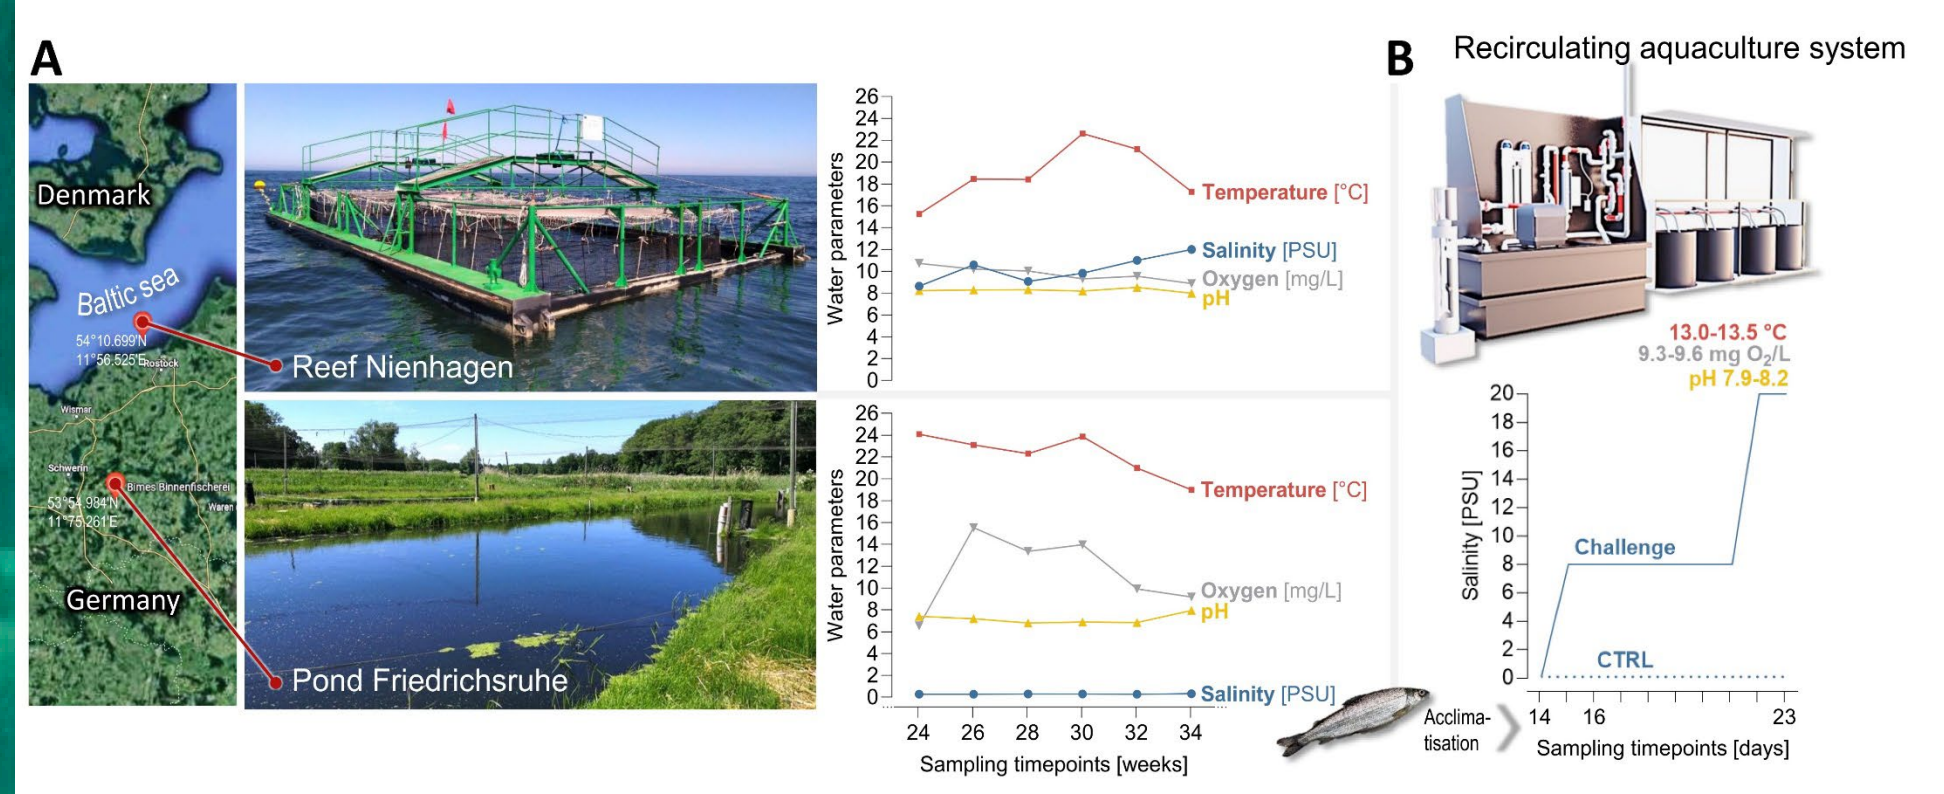 A
Denmark
Baltic sea
54°10.699'N
11°56.525'E
Rostock
Wismar
Schwerin
Bimes Binnenfischerei
53°54.984'N
11°75.261'E
Waren
Germany
Reef Nienhagen
Pond Friedrichsruhe
Water parameters
26
24
22
20
18
16
14
12
10
8
6
4
2
0
Temperature [°C]
Salinity [PSU]
Oxygen [mg/L]
pH
Water parameters
26
24
22
20
18
16
14
12
10
8
6
4
2
0
Temperature [°C]
Oxygen [mg/L]
pH
Salinity [PSU]
24 26 28 30 32 34
Sampling timepoints [weeks]
B
Recirculating aquaculture system
13.0-13.5 °C
9.3-9.6 mg O₂/L
pH 7.9-8.2
Salinity [PSU]
20
18
16
14
12
10
8
6
4
2
0
Challenge
CTRL
Acclima-
tisation
14 16 23
Sampling timepoints [days]